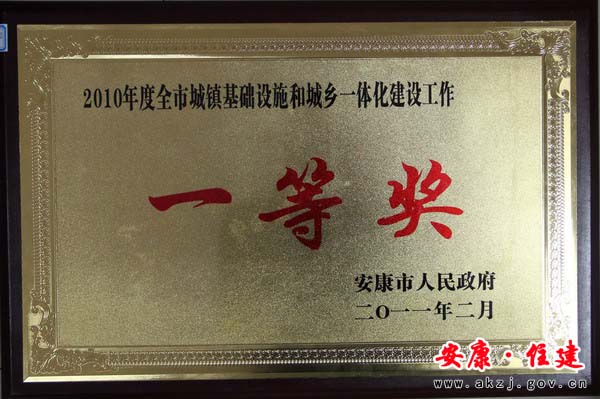 2010年度全市城镇基础设施和城乡一体化建设工作
一等奖
安康市人民政府
二〇一一年二月
安康·住建
www.akzj.gov.cn